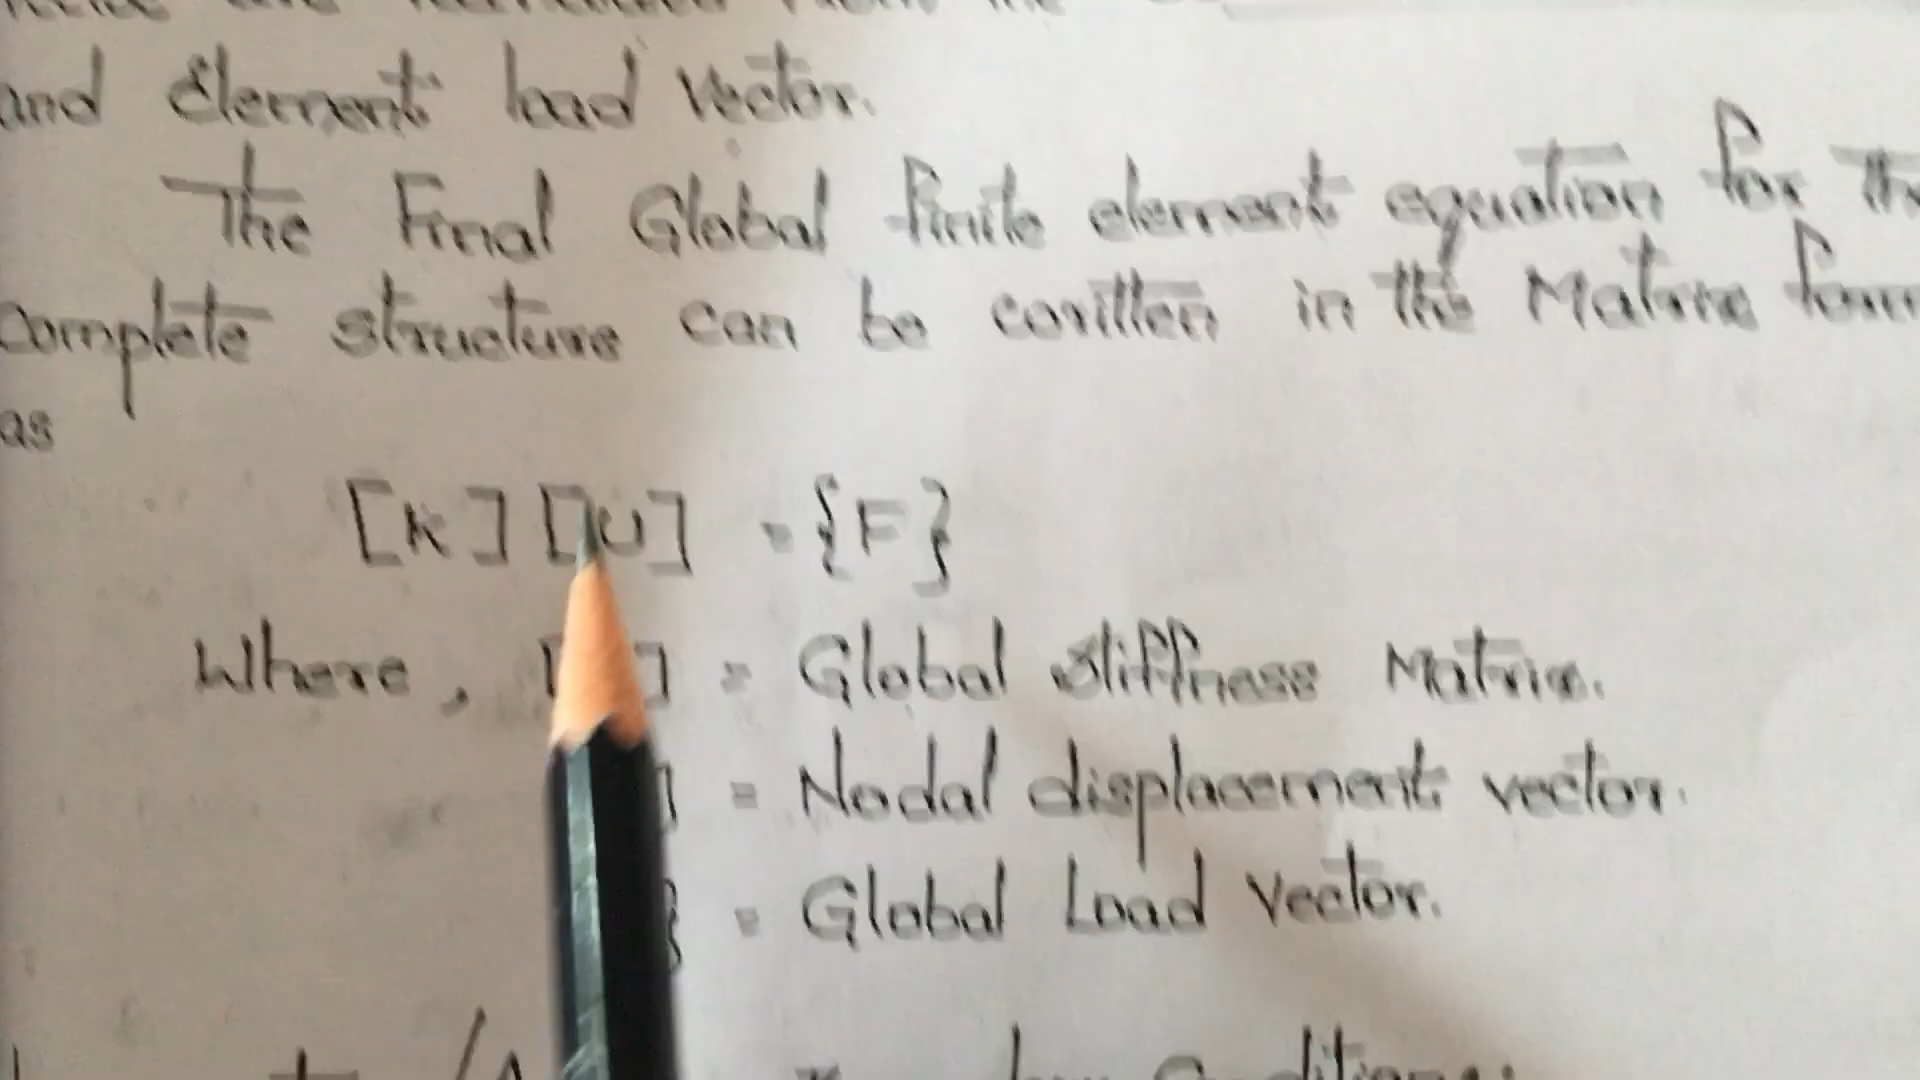 and Element load Vector.
The Final Global finite element equation for the
Complete structure can be written in the Matrix form
as
[K] [U] = {F}
Where, [ ] = Global Stiffness Matrix.
] = Nodal displacement vector.
} = Global Load Vector.
Conditions: